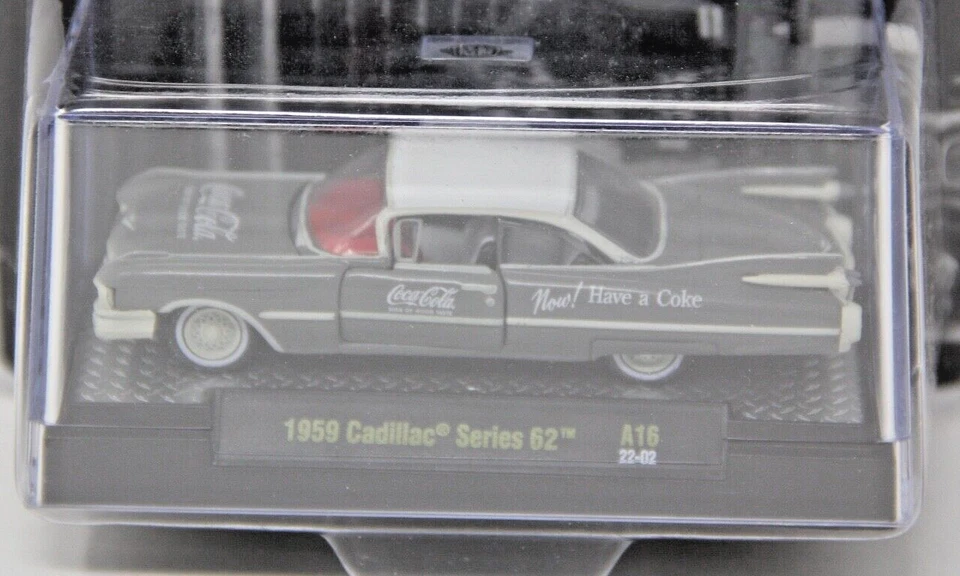 Coca-Cola
Coca-Cola
Now! Have a Coke
1959 Cadillac® Series 62™ A16
22-02